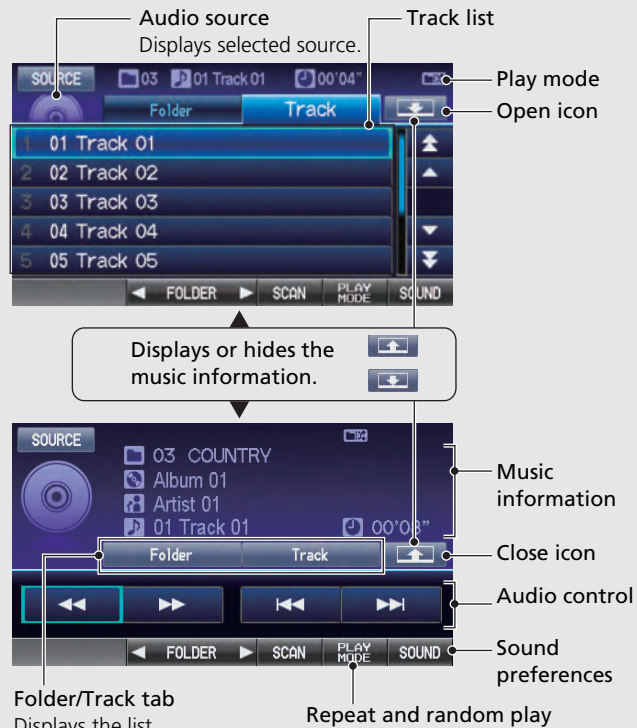 Audio source
Displays selected source.
Track list
SOURCE 03 01 Track 01 00'04"
Play mode
Folder Track
Open icon
1 01 Track 01
2 02 Track 02
3 03 Track 03
4 04 Track 04
5 05 Track 05
FOLDER SCAN PLAY MODE SOUND
Displays or hides the
music information.
SOURCE
03 COUNTRY
Album 01
Artist 01
01 Track 01 00'08"
Music
information
Folder Track
Close icon
Audio control
FOLDER SCAN PLAY MODE SOUND
Sound
preferences
Folder/Track tab
Displays the list
Repeat and random play